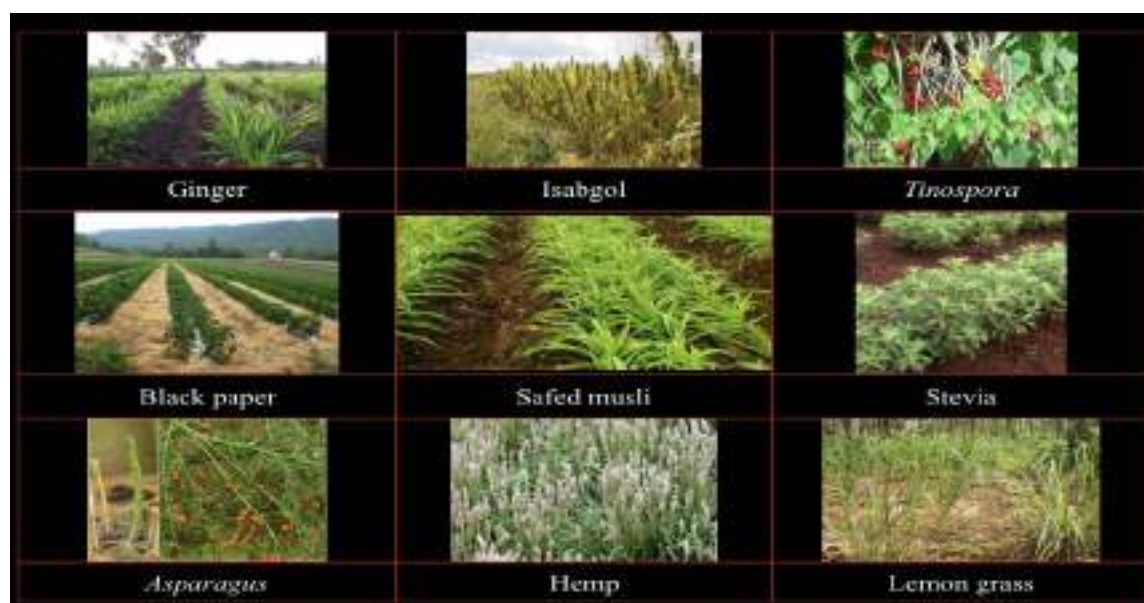 Ginger
Isabgol
Tinospora
Black paper
Safed musli
Stevia
Asparagus
Hemp
Lemon grass